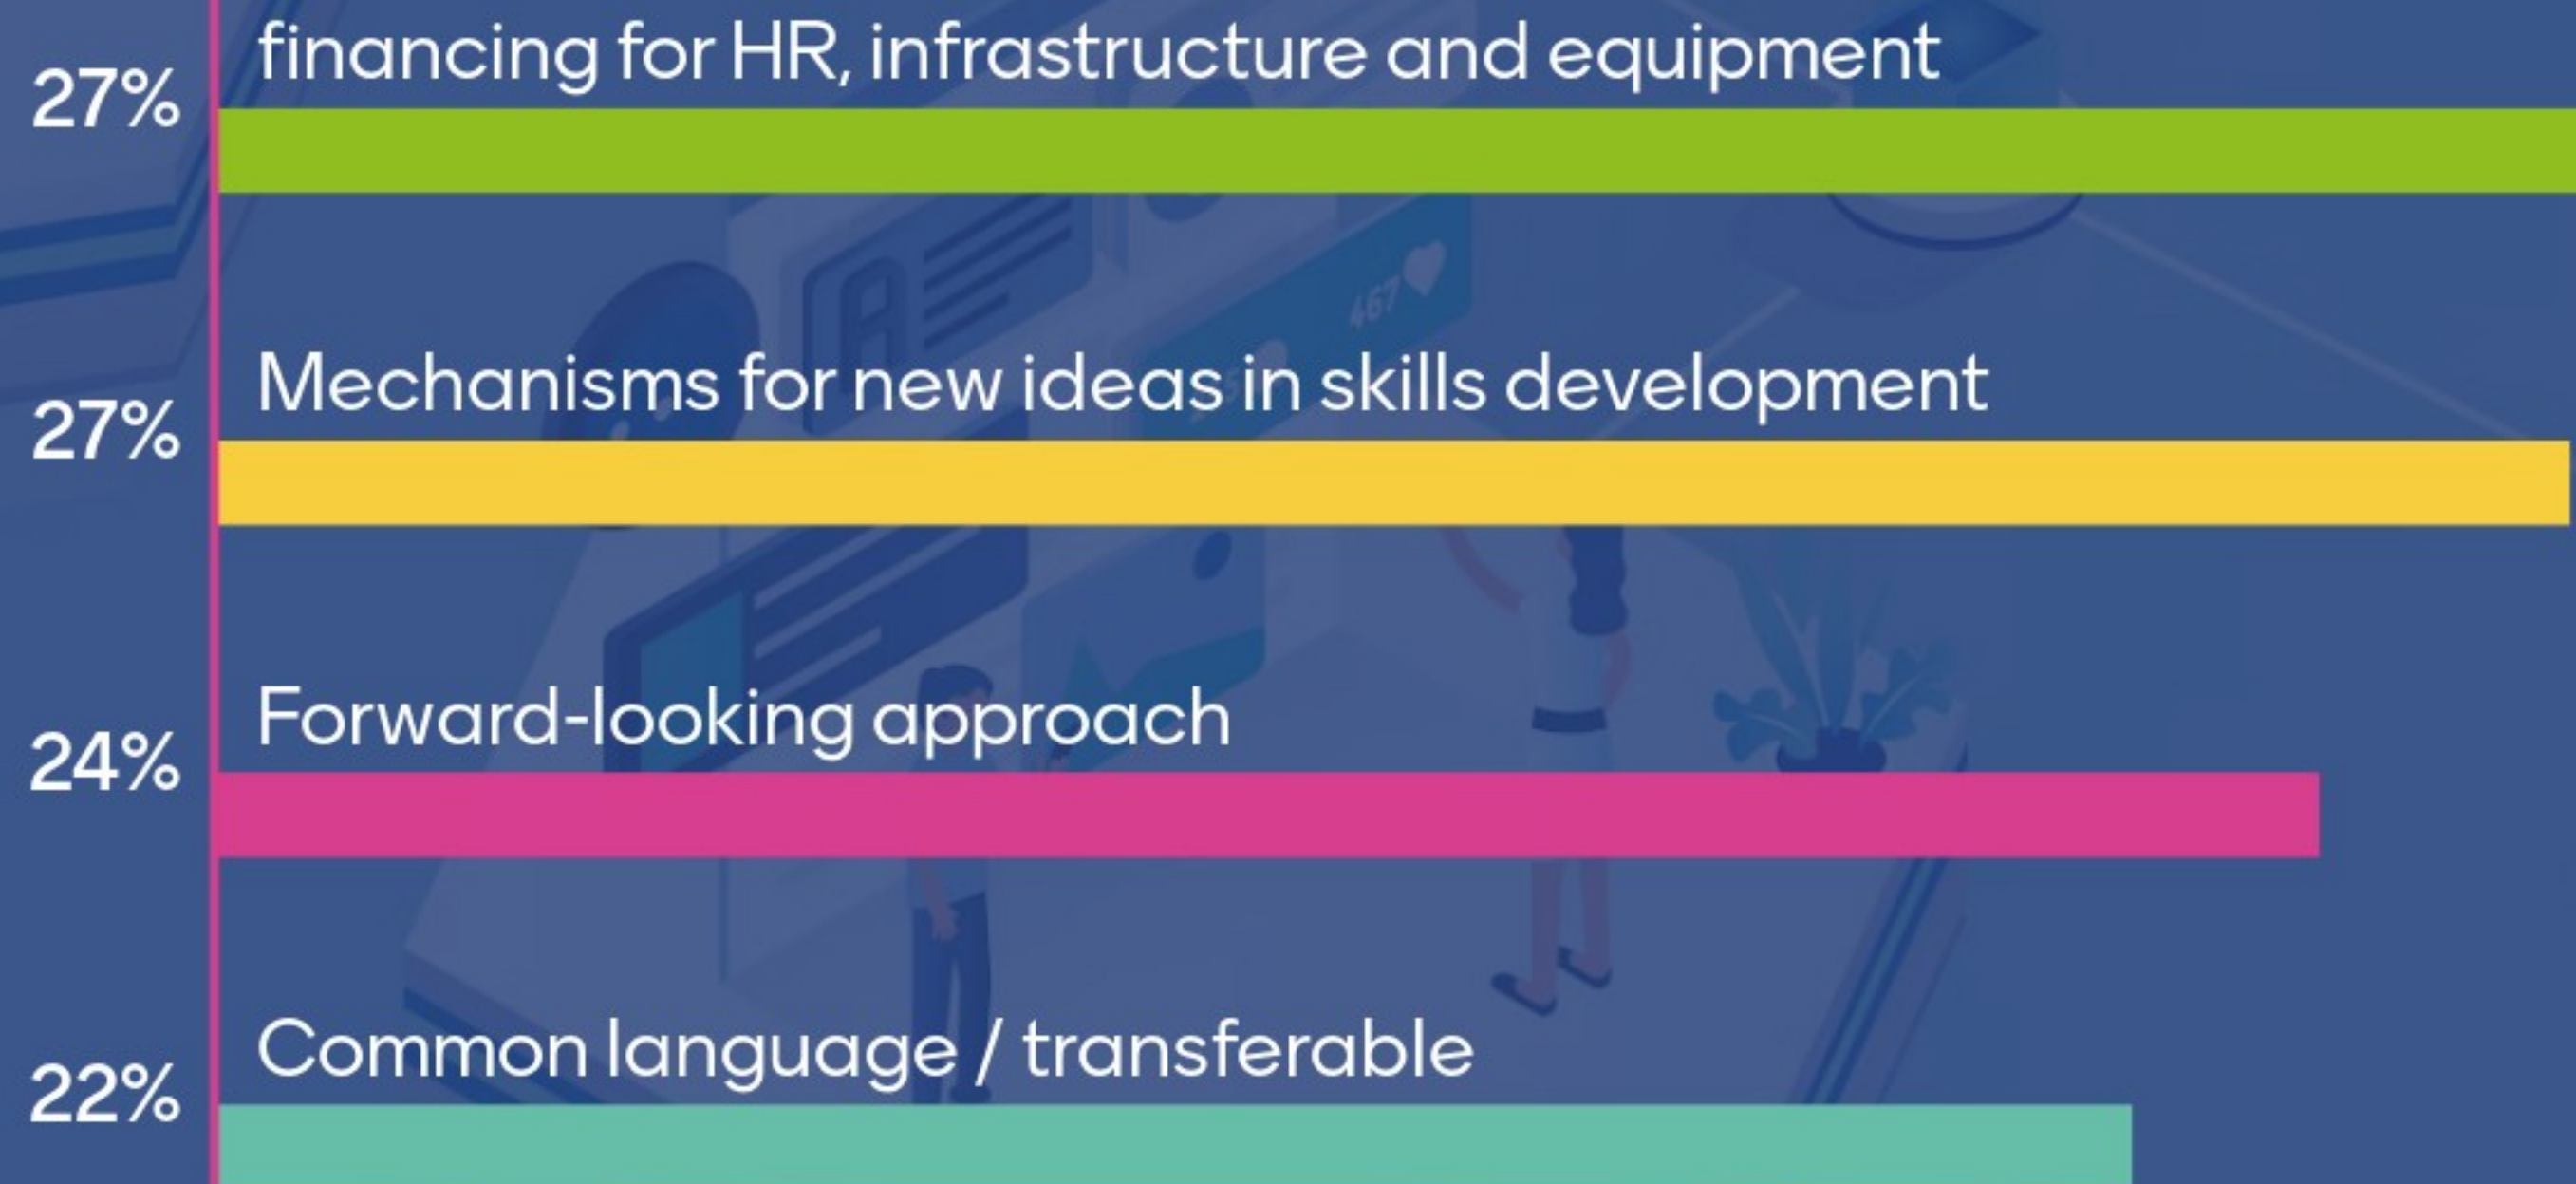 financing for HR, infrastructure and equipment
27%
Mechanisms for new ideas in skills development
27%
Forward-looking approach
24%
Common language / transferable
22%
A
467